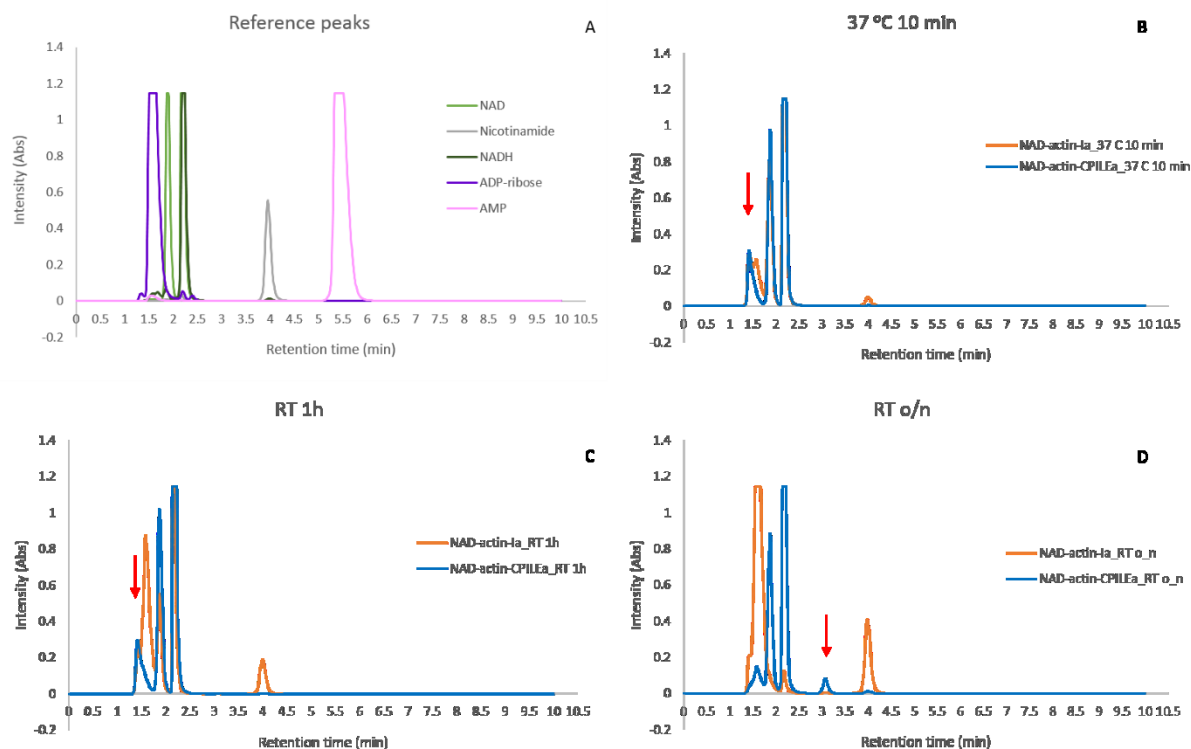 Reference peaks
A
1.4
1.2
1
0.8
0.6
0.4
0.2
0
-0.2
Intensity (Abs)
NAD
Nicotinamide
NADH
ADP-ribose
AMP
0 0.5 1 1.5 2 2.5 3 3.5 4 4.5 5 5.5 6 6.5 7 7.5 8 8.5 9 9.5 10 10.5
Retention time (min)
37 ºC 10 min
B
1.4
1.2
1
0.8
0.6
0.4
0.2
0
-0.2
Intensity (Abs)
NAD-actin-Ia_37 C 10 min
NAD-actin-CPILEa_37 C 10 min
0 0.5 1 1.5 2 2.5 3 3.5 4 4.5 5 5.5 6 6.5 7 7.5 8 8.5 9 9.5 10 10.5
Retention time (min)
RT 1h
C
1.4
1.2
1
0.8
0.6
0.4
0.2
0
-0.2
Intensity (Abs)
NAD-actin-Ia_RT 1h
NAD-actin-CPILEa_RT 1h
0 0.5 1 1.5 2 2.5 3 3.5 4 4.5 5 5.5 6 6.5 7 7.5 8 8.5 9 9.5 10 10.5
Retention time (min)
RT o/n
D
1.4
1.2
1
0.8
0.6
0.4
0.2
0
-0.2
Intensity (Abs)
NAD-actin-Ia_RT o_n
NAD-actin-CPILEa_RT o_n
0 0.5 1 1.5 2 2.5 3 3.5 4 4.5 5 5.5 6 6.5 7 7.5 8 8.5 9 9.5 10 10.5
Retention time (min)